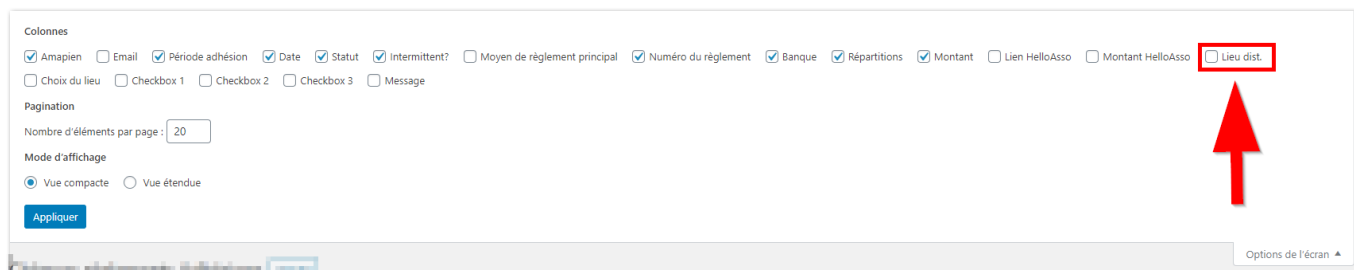 Colonnes
Amapien Email Période adhésion Date Statut Intermittent? Moyen de règlement principal Numéro du règlement Banque Répartitions Montant Lien HelloAsso Montant HelloAsso Lieu dist.
Choix du lieu Checkbox 1 Checkbox 2 Checkbox 3 Message
Pagination
Nombre d'éléments par page : 20
Mode d'affichage
Vue compacte Vue étendue
Appliquer
Options de l'écran ▲